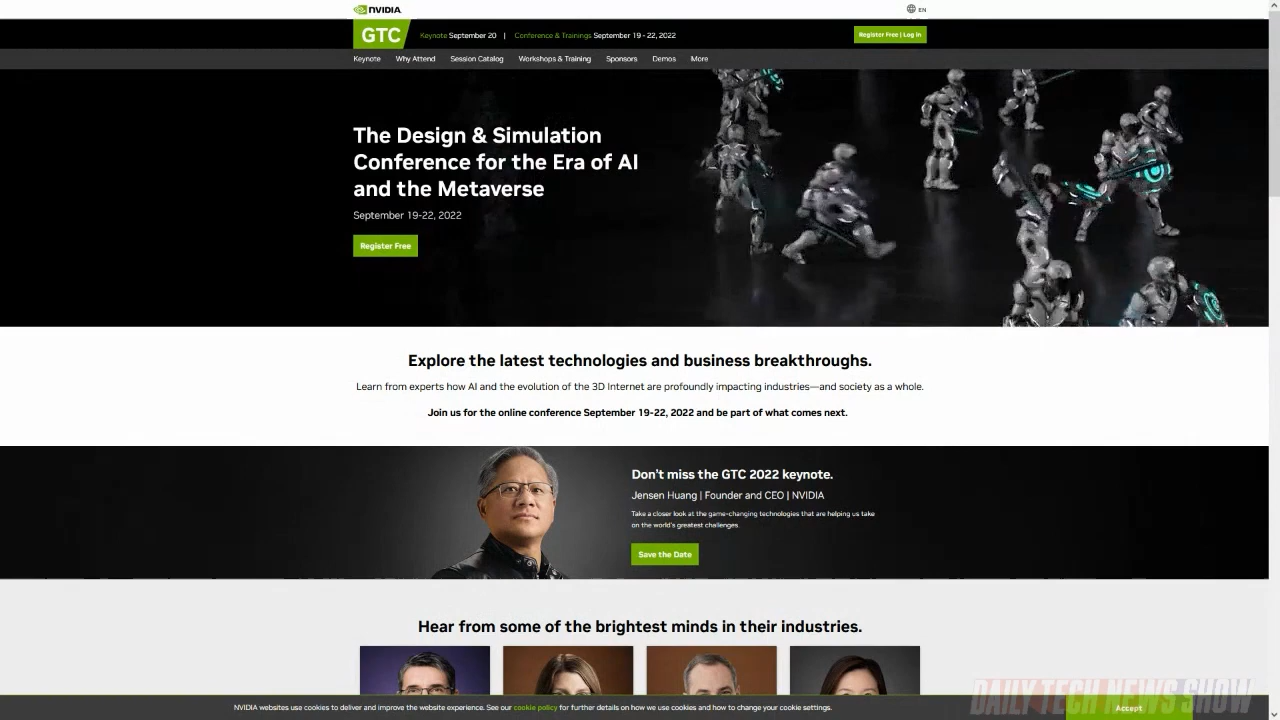 NVIDIA.
EN
GTC
Keynote September 20 | Conference & Trainings September 19 - 22, 2022
Register Free | Log In
Keynote Why Attend Session Catalog Workshops & Training Sponsors Demos More
The Design & Simulation
Conference for the Era of AI
and the Metaverse
September 19-22, 2022
Register Free
Explore the latest technologies and business breakthroughs.
Learn from experts how AI and the evolution of the 3D Internet are profoundly impacting industries—and society as a whole.
Join us for the online conference September 19-22, 2022 and be part of what comes next.
Don't miss the GTC 2022 keynote.
Jensen Huang | Founder and CEO | NVIDIA
Take a closer look at the game-changing technologies that are helping us take
on the world's greatest challenges.
Save the Date
Hear from some of the brightest minds in their industries.
NVIDIA websites use cookies to deliver and improve the website experience. See our cookie policy for further details on how we use cookies and how to change your cookie settings.
Accept
DAILY TECH NEWS SHOW